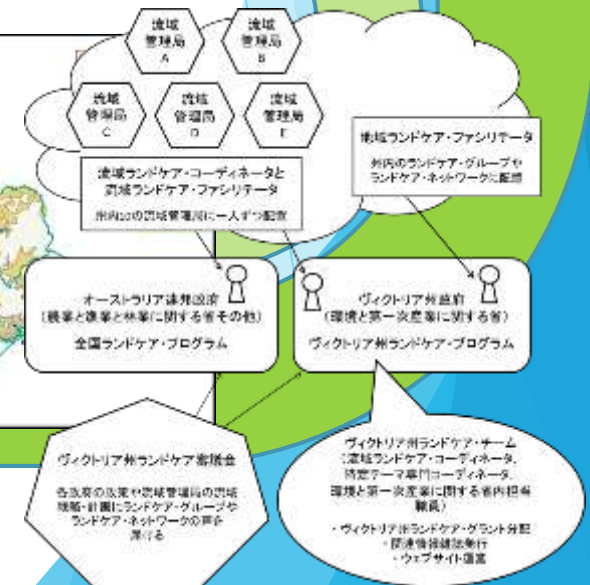 流域
管理局
A
流域
管理局
B
流域
管理局
C
流域
管理局
D
流域
管理局
E
地域ランドケア・ファシリテータ
州内のランドケア・グループや
ランドケア・ネットワークに配置
流域ランドケア・コーディネータと
流域ランドケア・ファシリテータ
州内10の流域管理局に一人ずつ配置
オーストラリア連邦政府
(農業と漁業と林業に関する省その他)
全国ランドケア・プログラム
ヴィクトリア州政府
(環境と第一次産業に関する省)
ヴィクトリア州ランドケア・プログラム
ヴィクトリア州ランドケア審議会
各政府の政策や流域管理局の流域
戦略・計画にランドケア・グループや
ランドケア・ネットワークの声を
届ける
ヴィクトリア州ランドケア・チーム
(流域ランドケア・コーディネータ、
特定テーマ専門コーディネータ、
環境と第一次産業に関する省内担当
職員)
・ヴィクトリア州ランドケア・グラント分配
・関連情報雑誌発行
・ウェブサイト運営